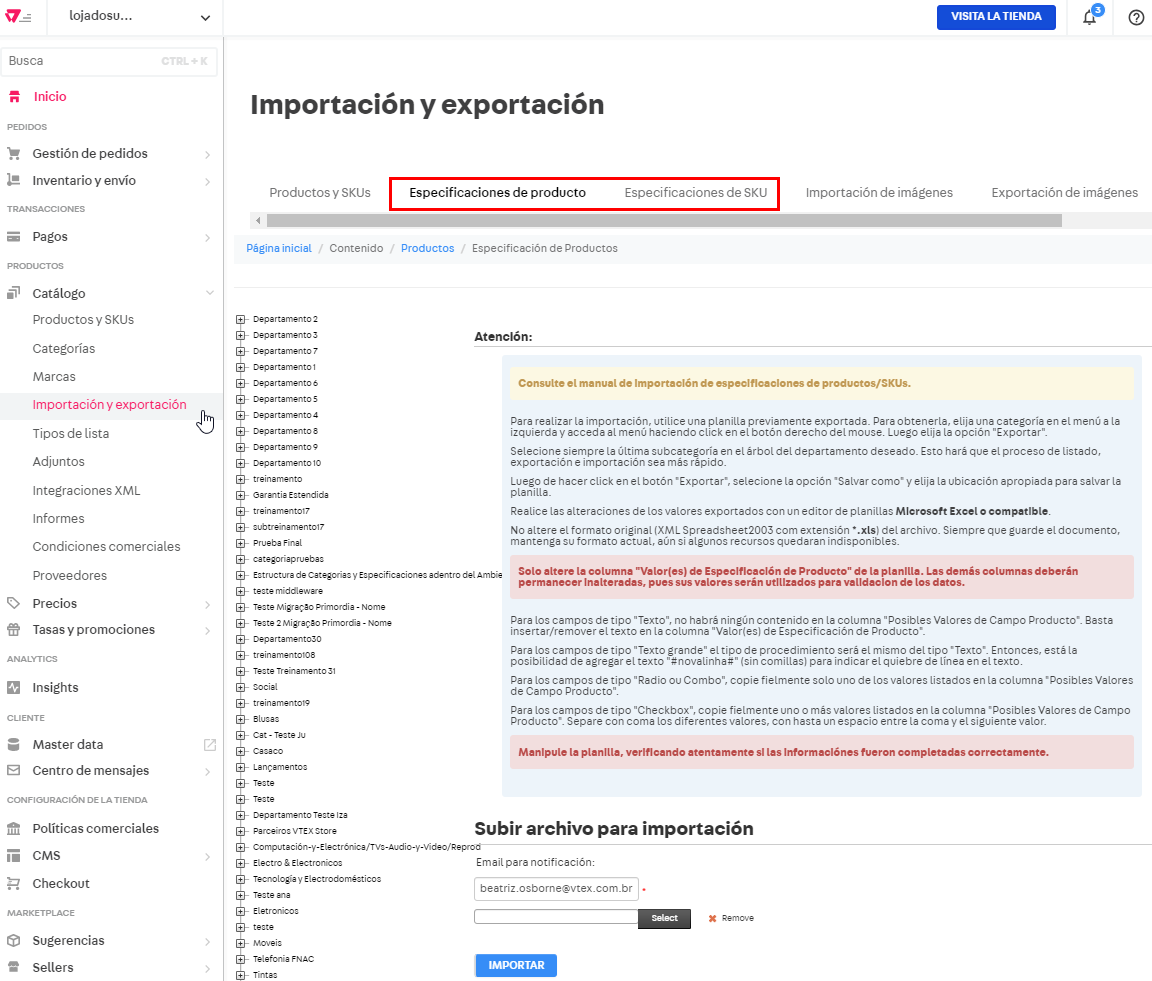 lojadosu...
VISITA LA TIENDA
3
Busca
CTRL + K
Inicio
PEDIDOS
Gestión de pedidos
Inventario y envío
TRANSACCIONES
Pagos
PRODUCTOS
Catálogo
Productos y SKUs
Categorías
Marcas
Importación y exportación
Tipos de lista
Adjuntos
Integraciones XML
Informes
Condiciones comerciales
Proveedores
Precios
Tasas y promociones
ANALYTICS
Insights
CLIENTE
Master data
Centro de mensajes
CONFIGURACIÓN DE LA TIENDA
Políticas comerciales
CMS
Checkout
MARKETPLACE
Sugerencias
Sellers
Importación y exportación
Productos y SKUs Especificaciones de producto Especificaciones de SKU Importación de imágenes Exportación de imágenes
Página inicial / Contenido / Productos / Especificación de Productos
Departamento 2
Departamento 3
Departamento 7
Departamento 1
Departamento 6
Departamento 5
Departamento 4
Departamento 8
Departamento 9
Departamento 10
treinamento
Garantia Estendida
treinamento17
subtreinamento17
Prueba Final
categoriapruebas
Estructura de Categorias y Especificaciones adentro del Ambie
teste middleware
Teste Migração Primordia - Nome
Teste 2 Migração Primordia - Nome
Departamento30
treinamento108
Teste Treinamento 31
Social
treinamento19
Blusas
Cat - Teste Ju
Casaco
Lançamentos
Teste
Teste
Departamento Teste Iza
Parceiros VTEX Store
Computación-y-Electrónica/TVs-Audio-y-Video/Reprod
Electro & Electronicos
Tecnología y Electrodomésticos
Teste ana
Eletronicos
teste
Moveis
Telefonia FNAC
Tintas
Atención:
Consulte el manual de importación de especificaciones de productos/SKUs.
Para realizar la importación, utilice una planilla previamente exportada. Para obtenerla, elija una categoría en el menú a la
izquierda y acceda al menú haciendo click en el botón derecho del mouse. Luego elija la opción "Exportar".
Selecione siempre la última subcategoría en el árbol del departamento deseado. Esto hará que el proceso de listado,
exportación e importación sea más rápido.
Luego de hacer click en el botón "Exportar", selecione la opción "Salvar como" y elija la ubicación apropiada para salvar la
planilla.
Realice las alteraciones de los valores exportados con un editor de planillas Microsoft Excel o compatible.
No altere el formato original (XML Spreadsheet2003 com extensión *.xls) del archivo. Siempre que guarde el documento,
mantenga su formato actual, aún si algunos recursos quedaran indisponibles.
Solo altere la columna "Valor(es) de Especificación de Producto" de la planilla. Las demás columnas deberán
permanecer inalteradas, pues sus valores serán utilizados para validacion de los datos.
Para los campos de tipo "Texto", no habrá ningún contenido en la columna "Posibles Valores de Campo Producto". Basta
insertar/remover el texto en la columna "Valor(es) de Especificación de Producto".
Para los campos de tipo "Texto grande" el tipo de procedimiento será el mismo del tipo "Texto". Entonces, está la
posibilidad de agregar el texto "#novalinha#" (sin comillas) para indicar el quiebre de línea en el texto.
Para los campos de tipo "Radio ou Combo", copie fielmente solo uno de los valores listados en la columna "Posibles Valores
de Campo Producto".
Para los campos de tipo "Checkbox", copie fielmente uno o más valores listados en la columna "Posibles Valores de Campo
Producto". Separe con coma los diferentes valores, con hasta un espacio entre la coma y el siguiente valor.
Manipule la planilla, verificando atentamente si las informaciónes fueron completadas correctamente.
Subir archivo para importación
Email para notificación:
beatriz.osborne@vtex.com.br *
Select Remove
IMPORTAR